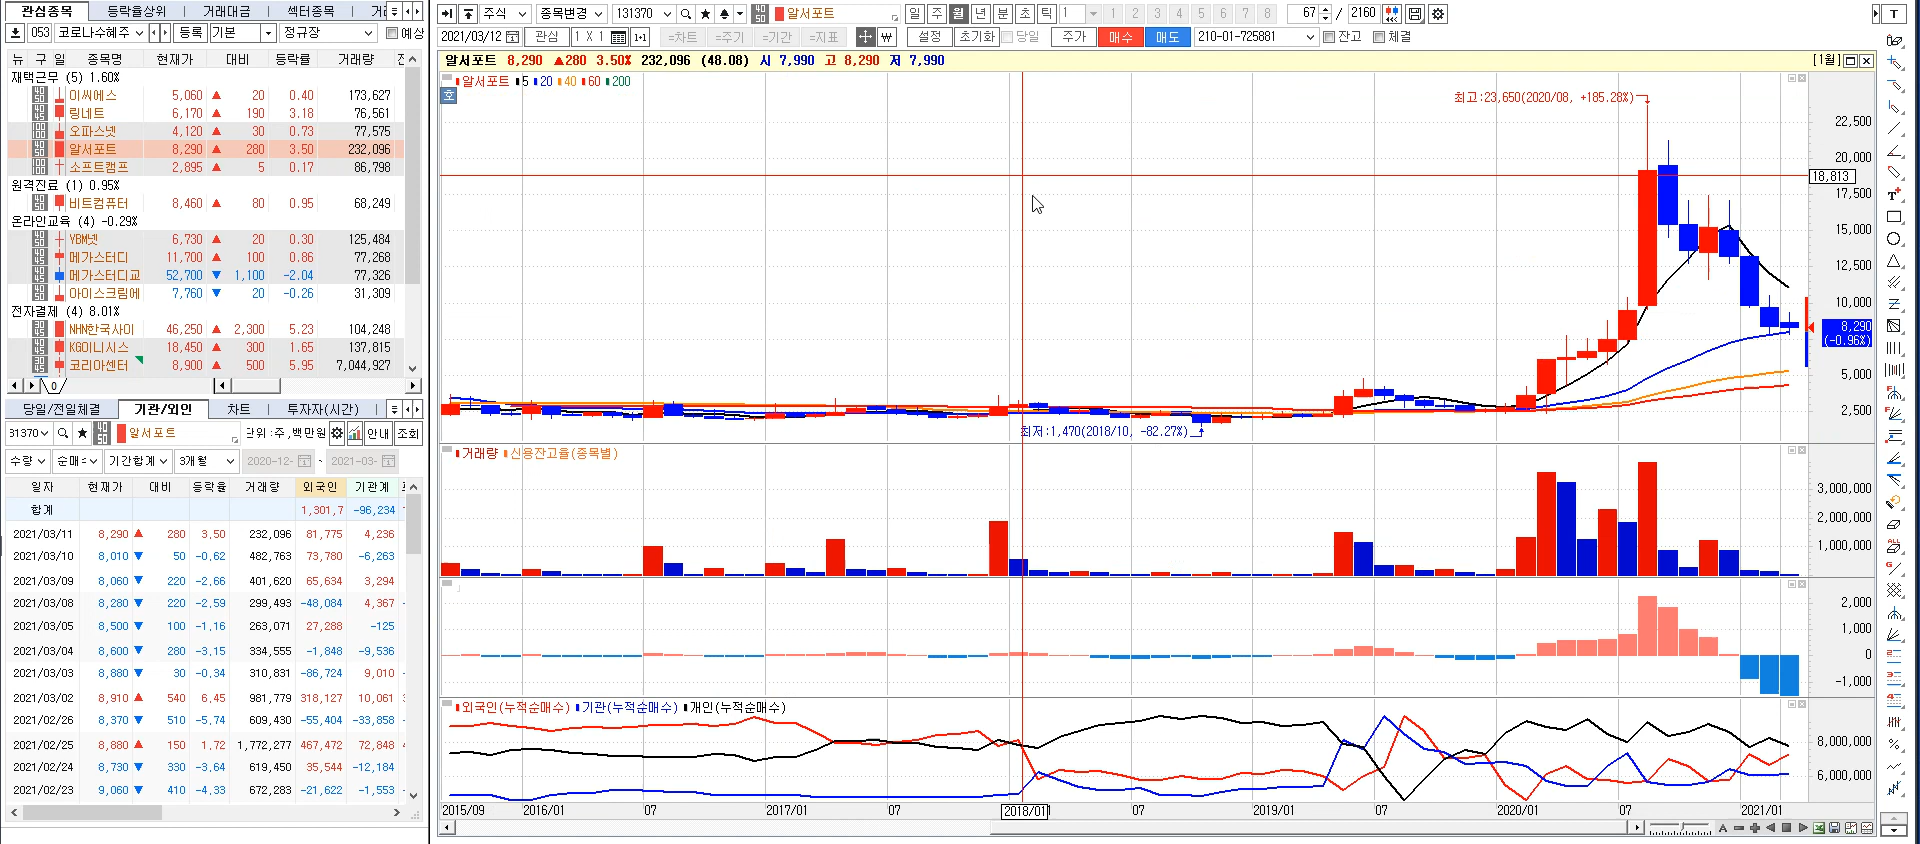 관심종목 등락율상위 거래대금 섹터종목
053 코로나수혜주 등록 기본 정규장 예상
뉴 구 일 종목명 현재가 대비 등락률 거래량
재택근무 (5) 1.60%
이씨에스 5,060 ▲ 20 0.40 173,627
링네트 6,170 ▲ 190 3.18 76,561
오파스넷 4,120 ▲ 30 0.73 77,575
알서포트 8,290 ▲ 280 3.50 232,096
소프트캠프 2,895 ▲ 5 0.17 86,798
원격진료 (1) 0.95%
비트컴퓨터 8,460 ▲ 80 0.95 68,249
온라인교육 (4) -0.29%
YBM넷 6,730 ▲ 20 0.30 125,484
메가스터디 11,700 ▲ 100 0.86 77,268
메가스터디교 52,700 ▼ 1,100 -2.04 77,326
아이스크림에 7,760 ▼ 20 -0.26 31,309
전자결제 (4) 8.01%
NHN한국사이 46,250 ▲ 2,300 5.23 104,248
KG이니시스 18,450 ▲ 300 1.65 137,815
코리아센터 8,900 ▲ 500 5.95 7,044,927
0
당일/전일체결 기관/외인 차트 투자자(시간)
31370 알서포트 단위:주,백만원 안내 조회
수량 순매수 기간합계 3개월 2020-12- ~ 2021-03-
일자 현재가 대비 등락률 거래량 외국인 기관계
합계 1,301,7 -96,234
2021/03/11 8,290 ▲ 280 3.50 232,096 81,775 4,236
2021/03/10 8,010 ▼ 50 -0.62 482,763 73,780 -6,263
2021/03/09 8,060 ▼ 220 -2.66 401,620 65,634 3,294
2021/03/08 8,280 ▼ 220 -2.59 299,493 -48,084 4,367
2021/03/05 8,500 ▼ 100 -1.16 263,071 27,288 -125
2021/03/04 8,600 ▼ 280 -3.15 334,555 -1,848 -9,536
2021/03/03 8,880 ▼ 30 -0.34 310,831 -86,724 9,010
2021/03/02 8,910 ▲ 540 6.45 981,779 318,127 10,061
2021/02/26 8,370 ▼ 510 -5.74 609,430 -55,404 -33,858
2021/02/25 8,880 ▲ 150 1.72 1,772,277 467,472 72,848
2021/02/24 8,730 ▼ 330 -3.64 619,450 35,544 -12,184
2021/02/23 9,060 ▼ 410 -4.33 672,283 -21,622 -1,553
주식 종목변경 131370 알서포트 일 주 월 년 분 초 틱 1 1 2 3 4 5 6 7 8 67 / 2160
2021/03/12 관심 1 X 1 1+1 =차트 =주기 =기간 =지표 ₩ 설정 초기화 당일 주가 매수 매도 210-01-725881 잔고 체결
알서포트 8,290 ▲280 3.50% 232,096 (48.08) 시 7,990 고 8,290 저 7,990 [1월]
알서포트 5 20 40 60 200
호
최고:23,650(2020/08, +185.28%)
22,500
20,000
18,813
17,500
15,000
12,500
10,000
8,290
(-0.96%)
5,000
2,500
최저:1,470(2018/10, -82.27%)
거래량 신용잔고율(종목별)
3,000,000
2,000,000
1,000,000
2,000
1,000
0
-1,000
외국인(누적순매수) 기관(누적순매수) 개인(누적순매수)
8,000,000
6,000,000
2015/09 2016/01 07 2017/01 07 2018/01 07 2019/01 07 2020/01 07 2021/01
A
T